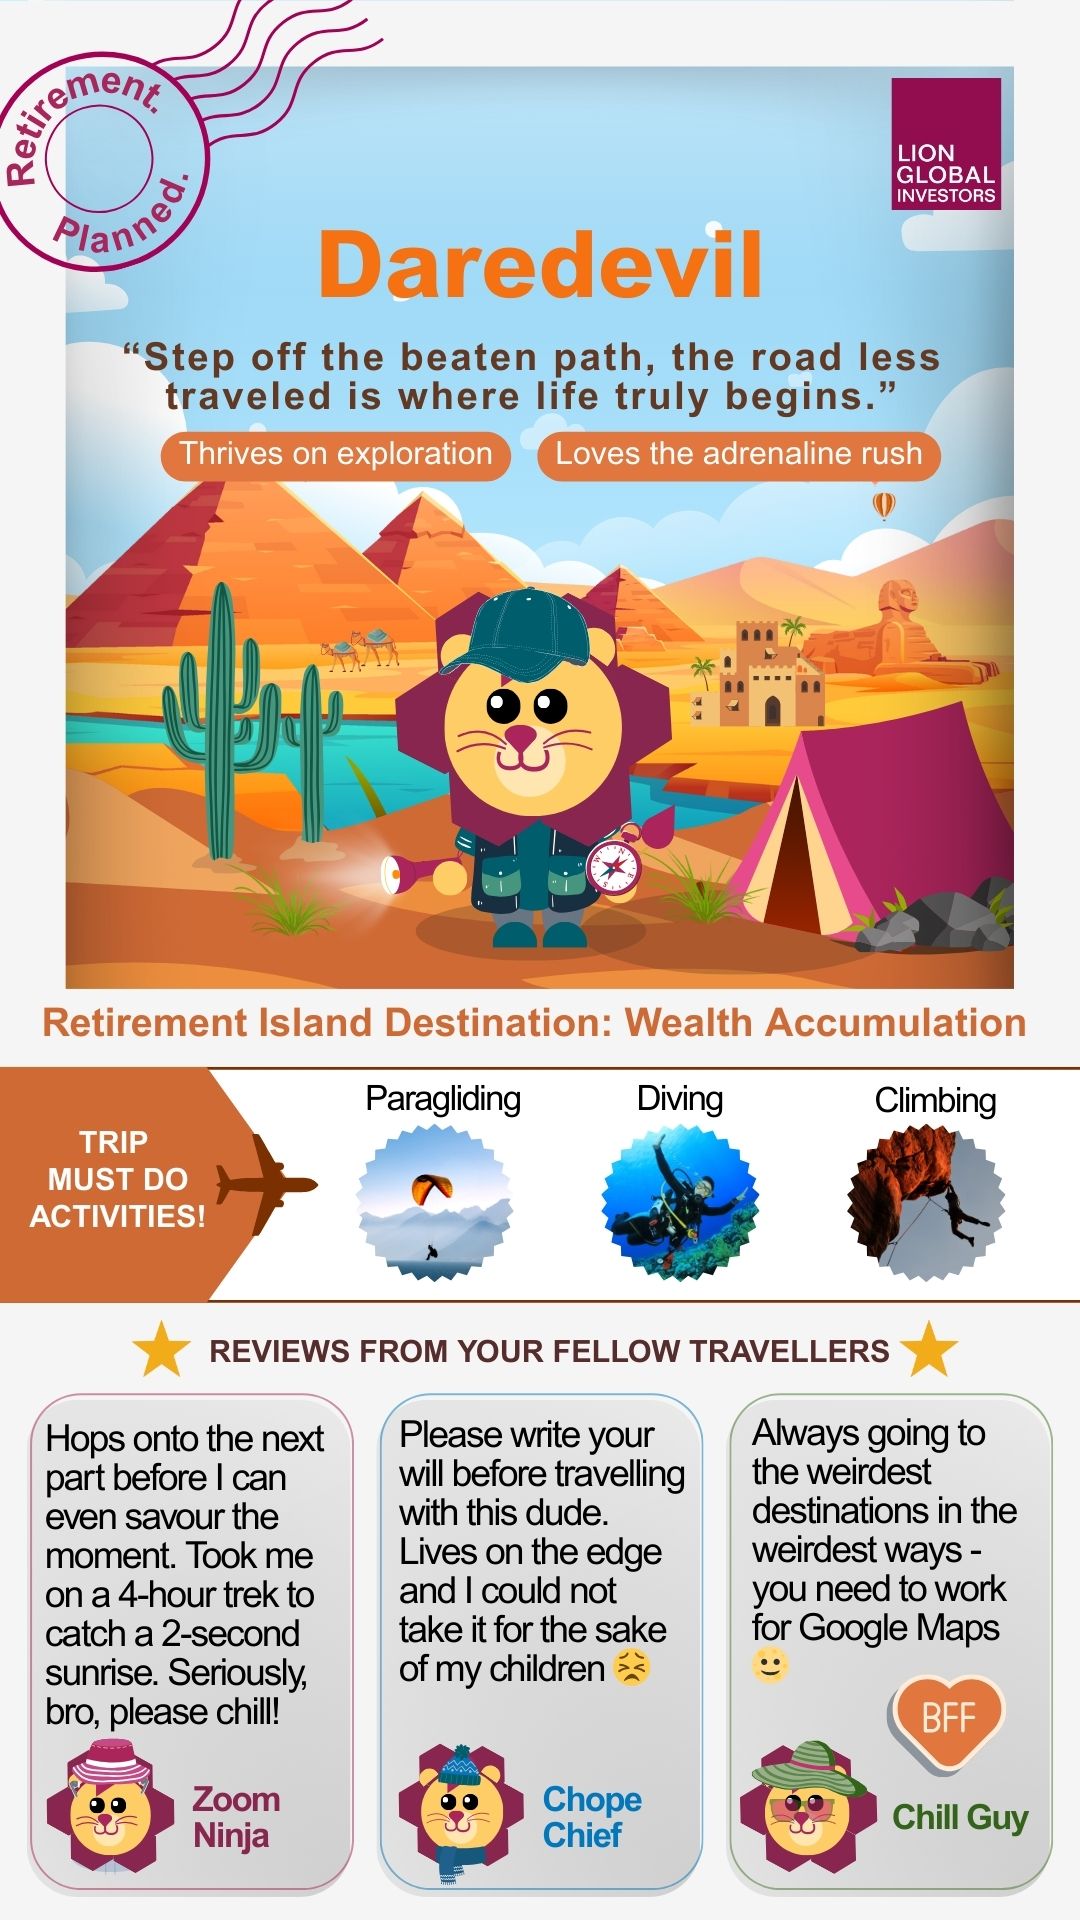 Retirement.
Planned.
LION
GLOBAL
INVESTORS
Daredevil
“Step off the beaten path, the road less
traveled is where life truly begins.”
Thrives on exploration
Loves the adrenaline rush
N
E
S
W
Retirement Island Destination: Wealth Accumulation
TRIP
MUST DO
ACTIVITIES!
Paragliding
Diving
Climbing
REVIEWS FROM YOUR FELLOW TRAVELLERS
Hops onto the next
part before I can
even savour the
moment. Took me
on a 4-hour trek to
catch a 2-second
sunrise. Seriously,
bro, please chill!
Zoom
Ninja
Please write your
will before travelling
with this dude.
Lives on the edge
and I could not
take it for the sake
of my children 😣
Chope
Chief
Always going to
the weirdest
destinations in the
weirdest ways -
you need to work
for Google Maps
🙂
BFF
Chill Guy